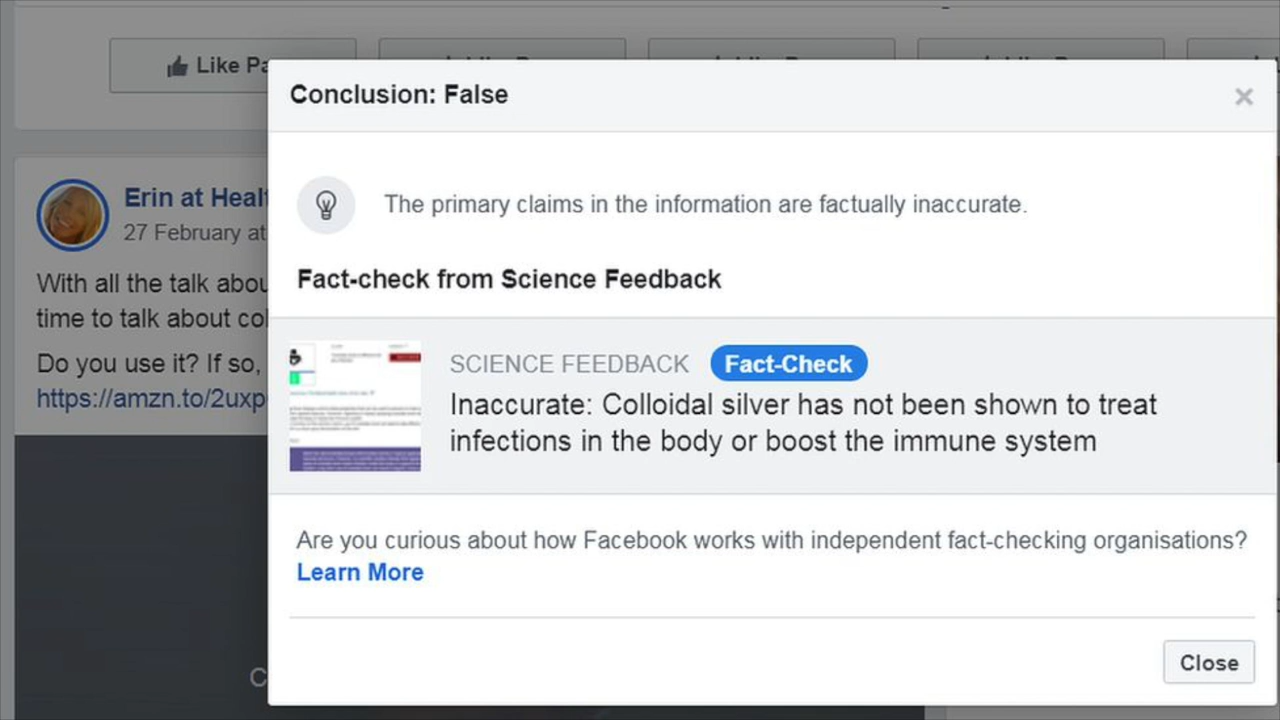 Like Pa
Conclusion: False
The primary claims in the information are factually inaccurate.
Fact-check from Science Feedback
SCIENCE FEEDBACK Fact-Check
Inaccurate: Colloidal silver has not been shown to treat
infections in the body or boost the immune system
Are you curious about how Facebook works with independent fact-checking organisations?
Learn More
Close
Erin at Heal
27 February at
With all the talk abou
time to talk about co
Do you use it? If so,
https://amzn.to/2uxp
C